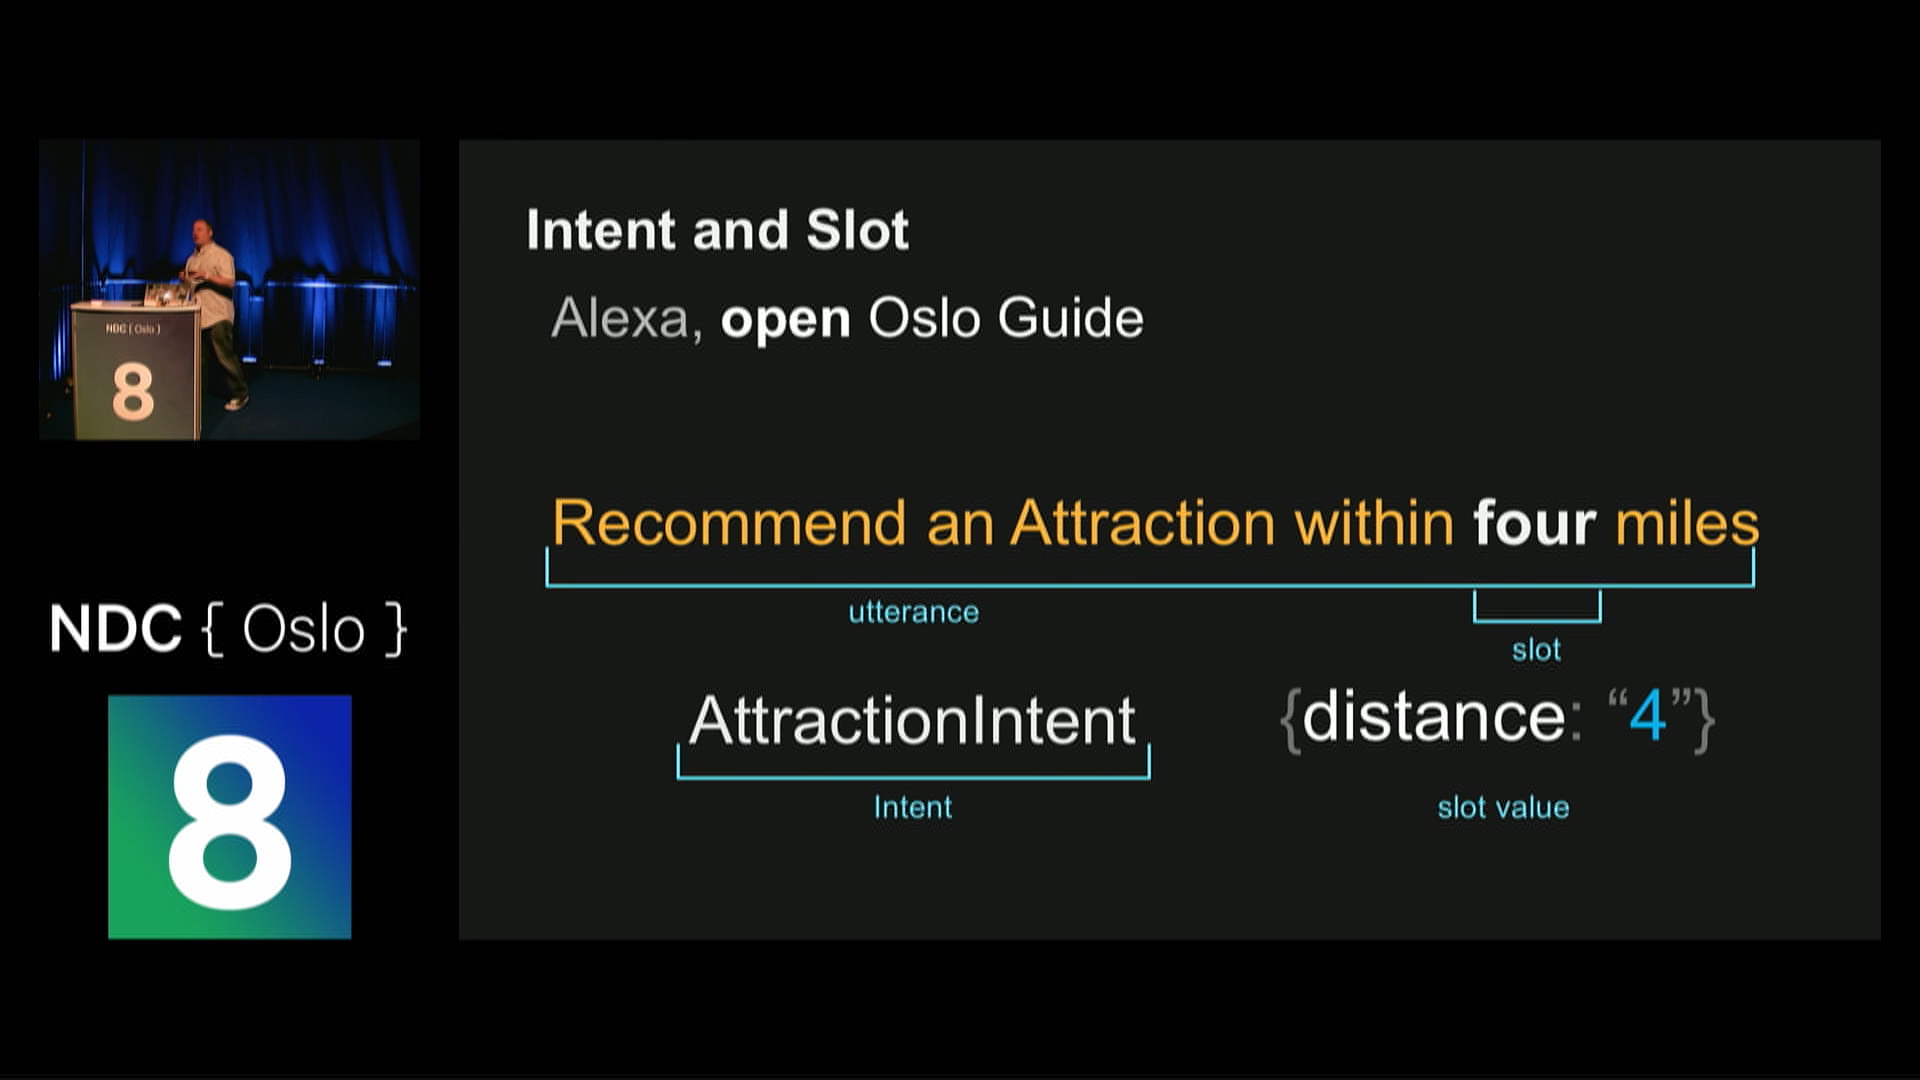 NDC { Oslo }
8
NDC { Oslo }
8
Intent and Slot
Alexa, open Oslo Guide
Recommend an Attraction within four miles
utterance
slot
AttractionIntent
{distance: “4”}
Intent
slot value